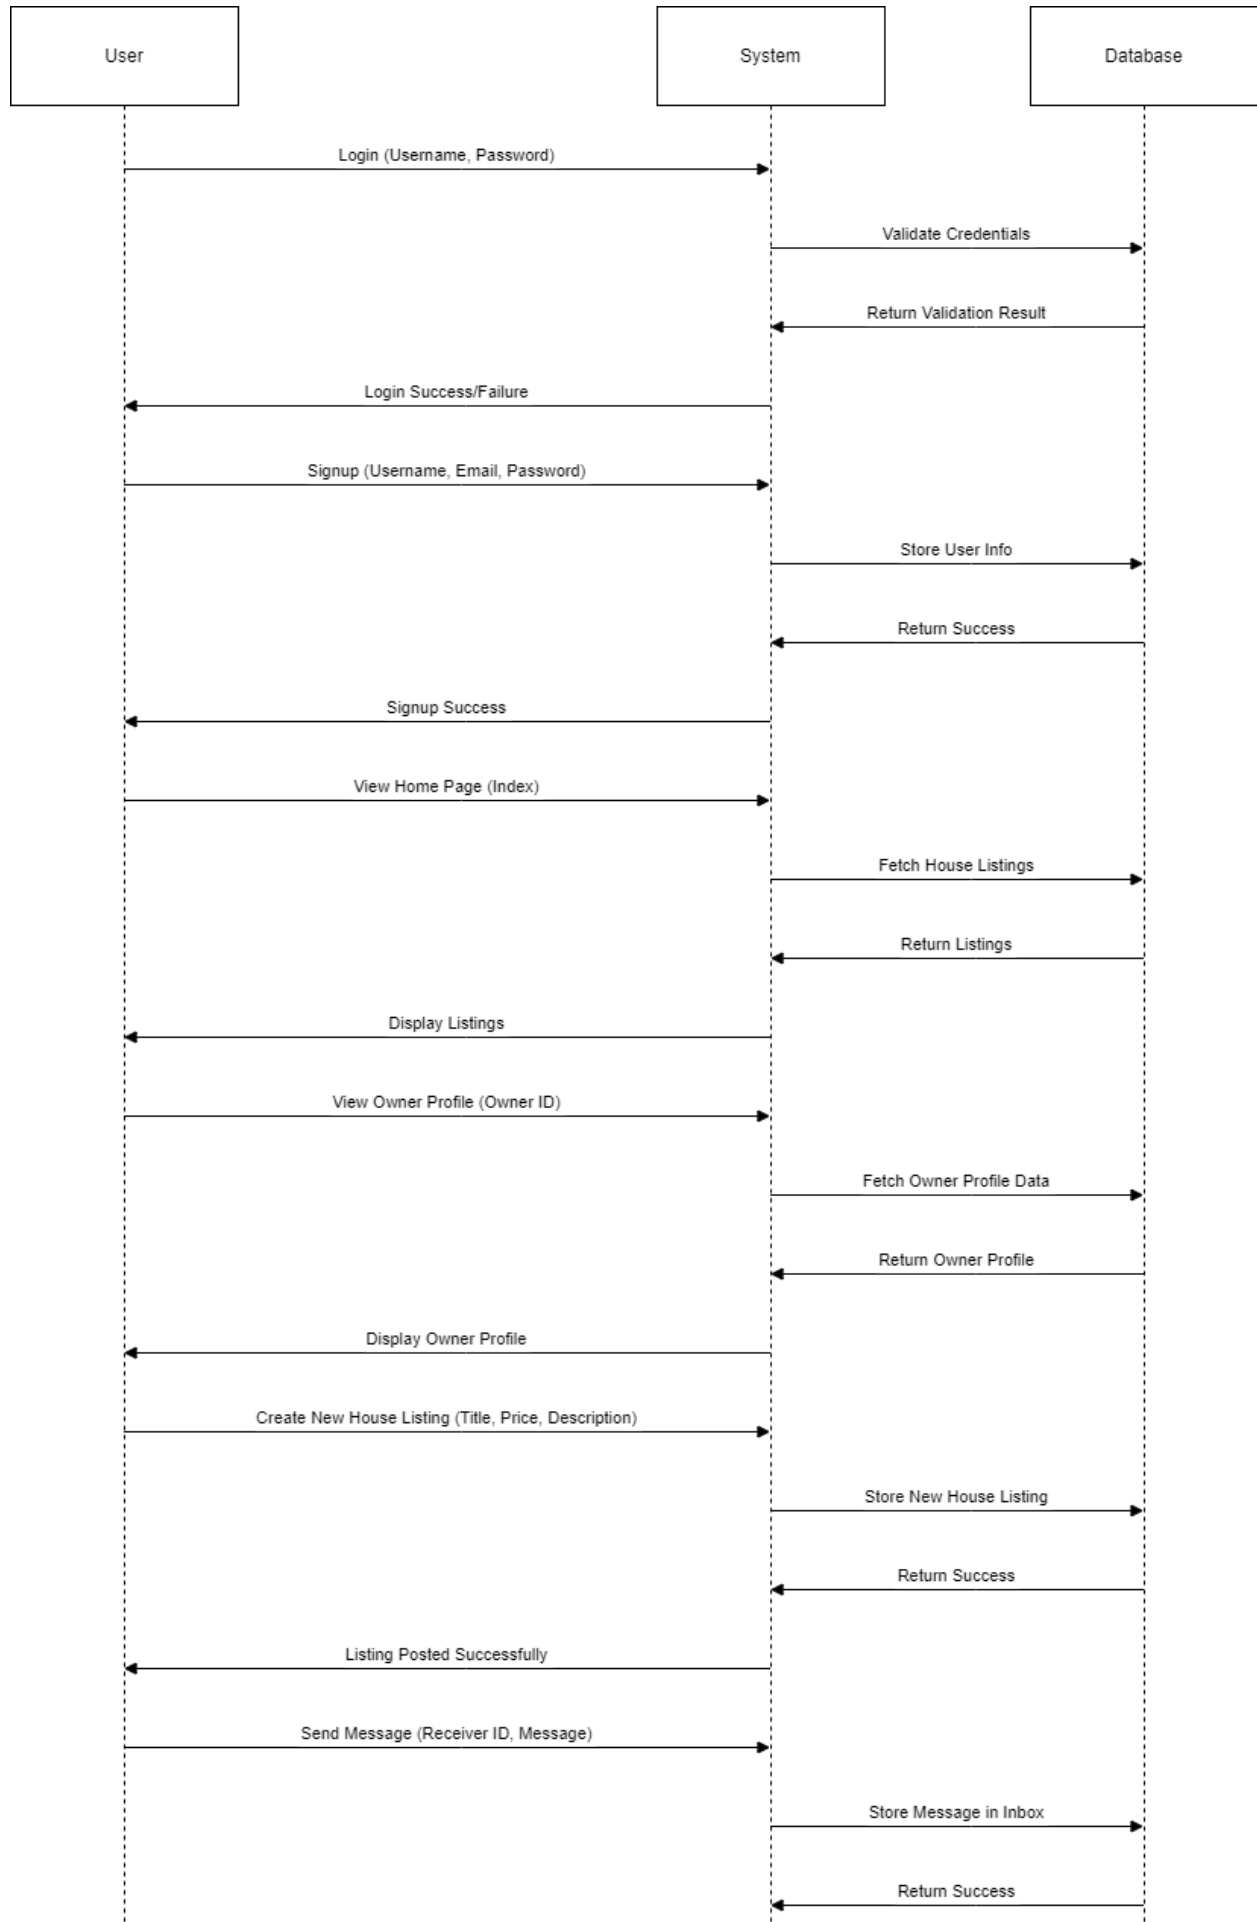 User
System
Database
Login (Username, Password)
Validate Credentials
Return Validation Result
Login Success/Failure
Signup (Username, Email, Password)
Store User Info
Return Success
Signup Success
View Home Page (Index)
Fetch House Listings
Return Listings
Display Listings
View Owner Profile (Owner ID)
Fetch Owner Profile Data
Return Owner Profile
Display Owner Profile
Create New House Listing (Title, Price, Description)
Store New House Listing
Return Success
Listing Posted Successfully
Send Message (Receiver ID, Message)
Store Message in Inbox
Return Success